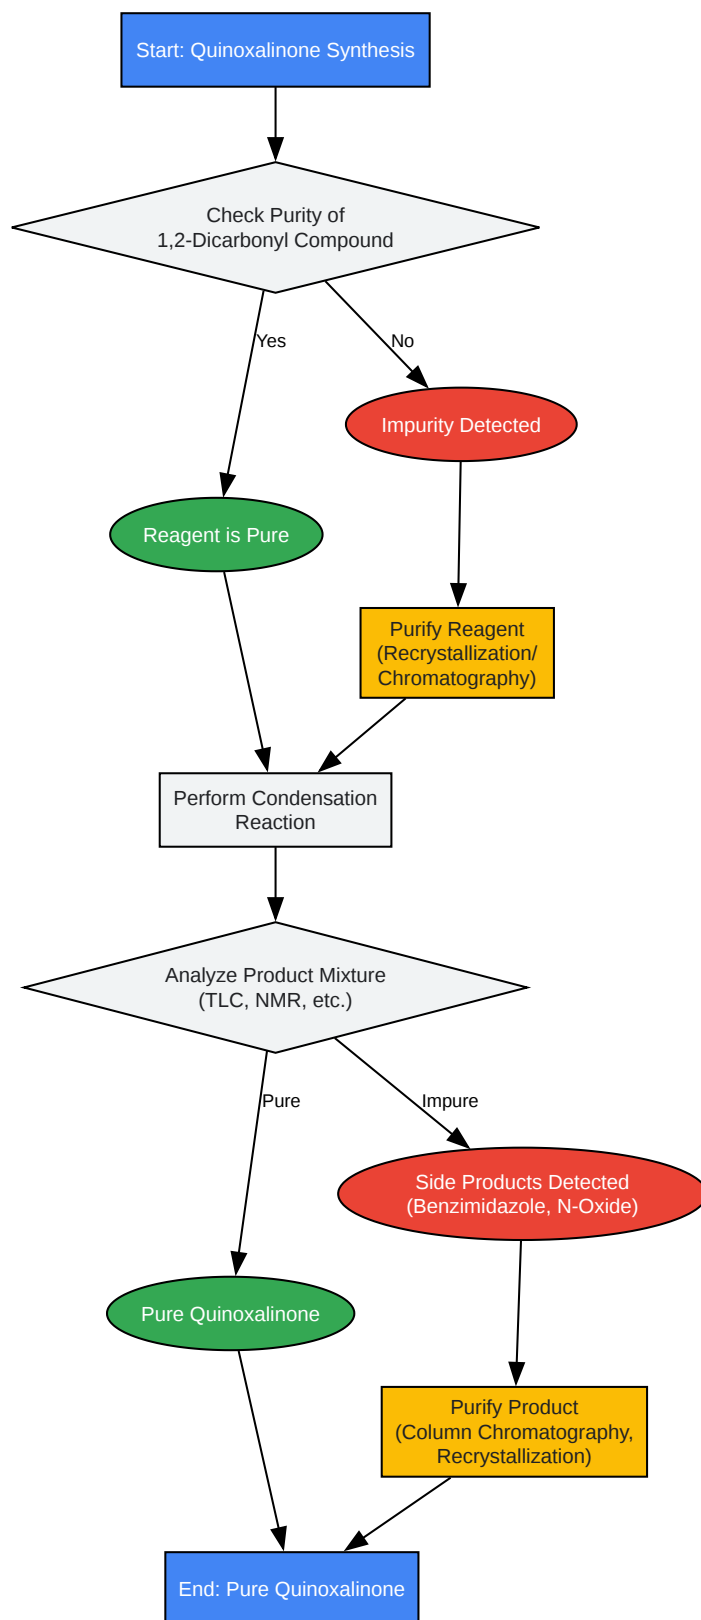 Start: Quinoxalinone Synthesis
Check Purity of
1,2-Dicarbonyl Compound
Yes
No
Impurity Detected
Reagent is Pure
Purify Reagent
(Recrystallization/
Chromatography)
Perform Condensation
Reaction
Analyze Product Mixture
(TLC, NMR, etc.)
Pure
Impure
Side Products Detected
(Benzimidazole, N-Oxide)
Pure Quinoxalinone
Purify Product
(Column Chromatography,
Recrystallization)
End: Pure Quinoxalinone